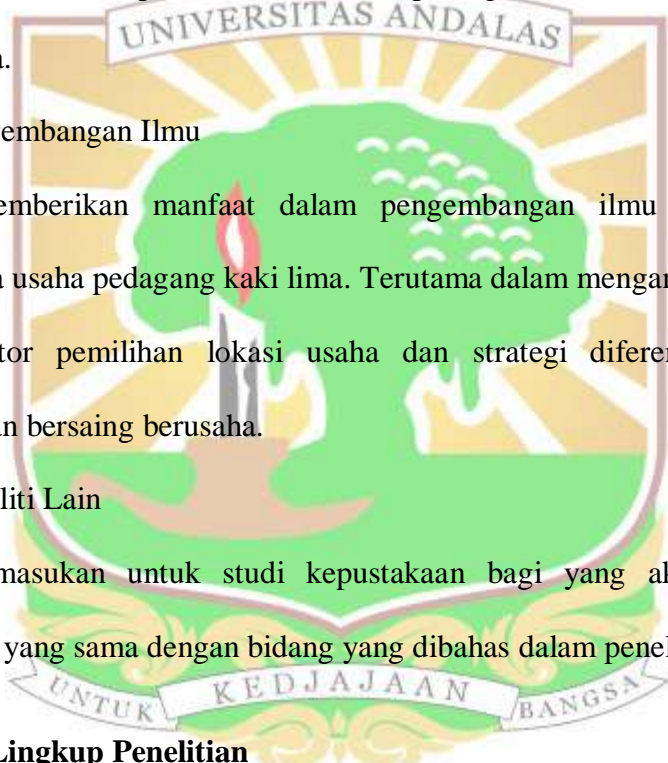 UNIVERSITAS ANDALAS
a.
embangan Ilmu
emberikan manfaat dalam pengembangan ilmu
a usaha pedagang kaki lima. Terutama dalam mengan
tor pemilihan lokasi usaha dan strategi diferen
an bersaing berusaha.
liti Lain
masukan untuk studi kepustakaan bagi yang ak
yang sama dengan bidang yang dibahas dalam penel
UNTUK KEDJAJAAN BANGSA
Lingkup Penelitian